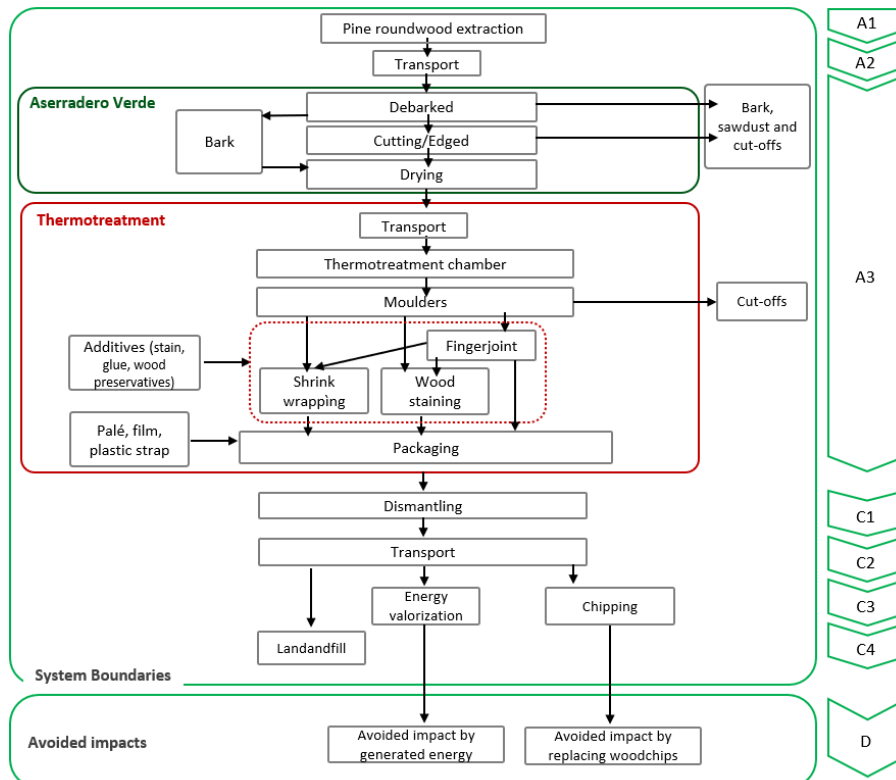 Pine roundwood extraction
A1
Transport
A2
Aserradero Verde
Debarked
Bark,
sawdust and
cut-offs
Bark
Cutting/Edged
Drying
Thermotreatment
Transport
Thermotreatment chamber
A3
Moulders
Cut-offs
Additives (stain,
glue, wood
preservatives)
Fingerjoint
Shrink
wrappìng
Wood
staining
Palé, film,
plastic strap
Packaging
Dismantling
C1
Transport
C2
Energy
valorization
Chipping
C3
Landandfill
C4
System Boundaries
Avoided impacts
Avoided impact by
generated energy
Avoided impact by
replacing woodchips
D